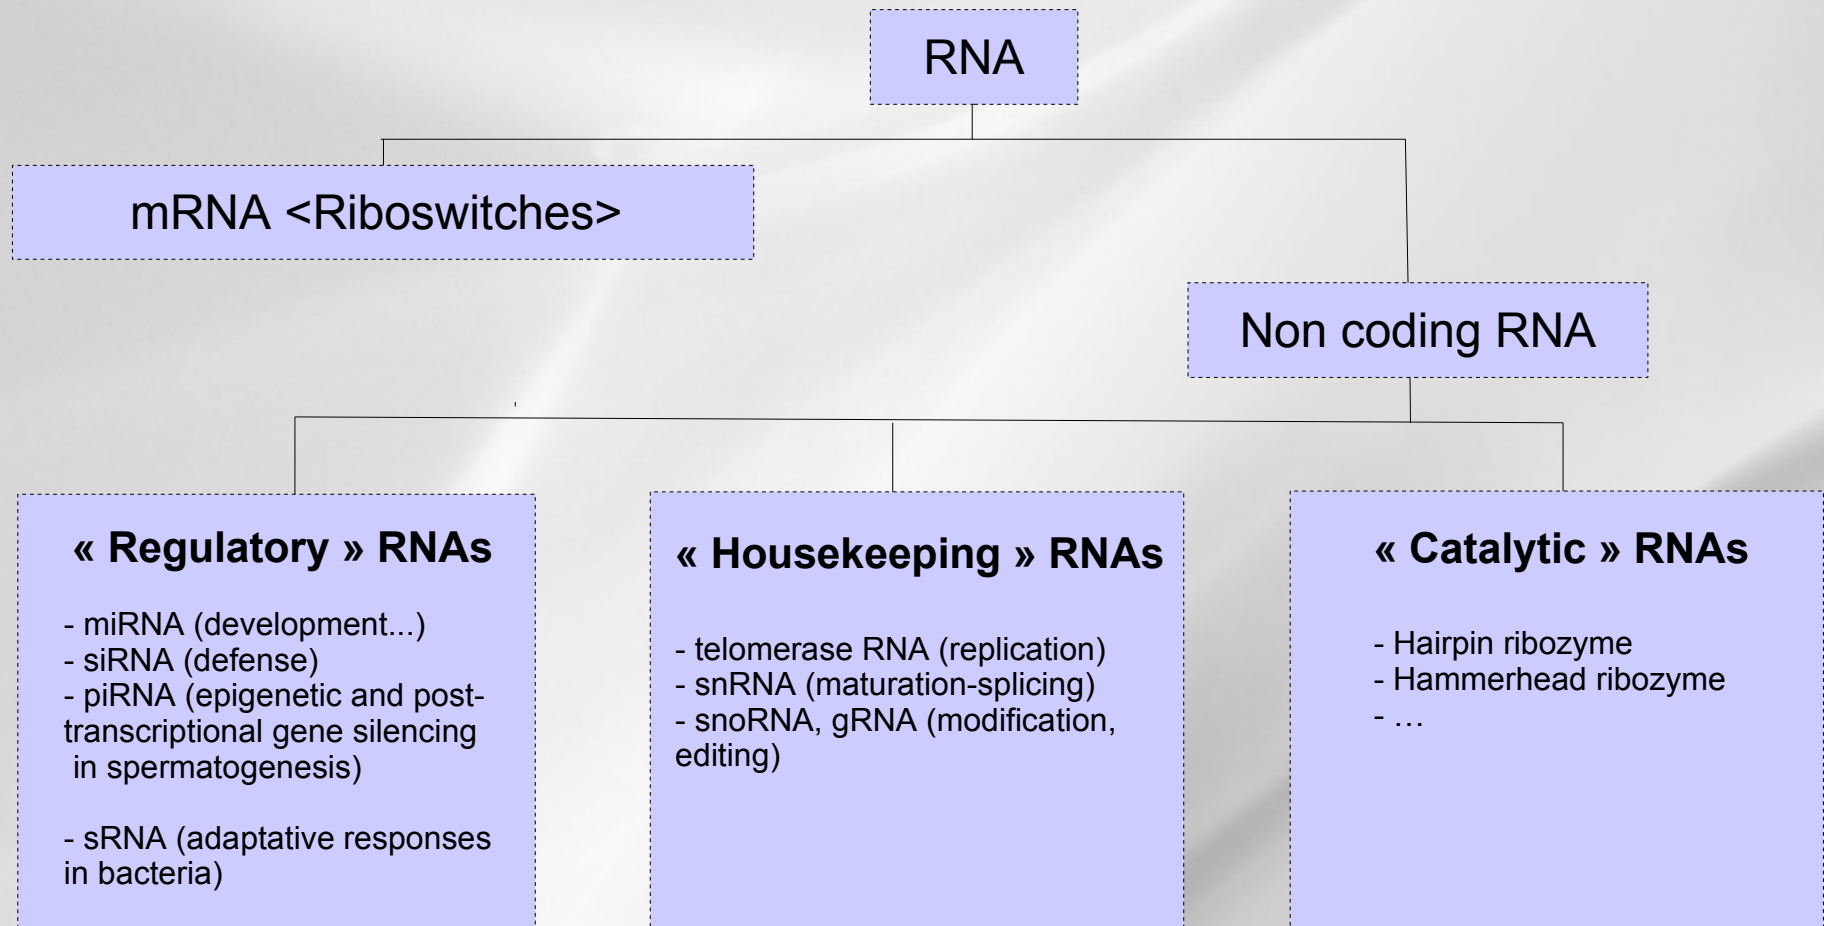 RNA
mRNA <Riboswitches>
Non coding RNA
« Regulatory » RNAs
- miRNA (development...)
- siRNA (defense)
- piRNA (epigenetic and post-
transcriptional gene silencing
in spermatogenesis)
- sRNA (adaptative responses
in bacteria)
« Housekeeping » RNAs
- telomerase RNA (replication)
- snRNA (maturation-splicing)
- snoRNA, gRNA (modification,
editing)
« Catalytic » RNAs
- Hairpin ribozyme
- Hammerhead ribozyme
- …